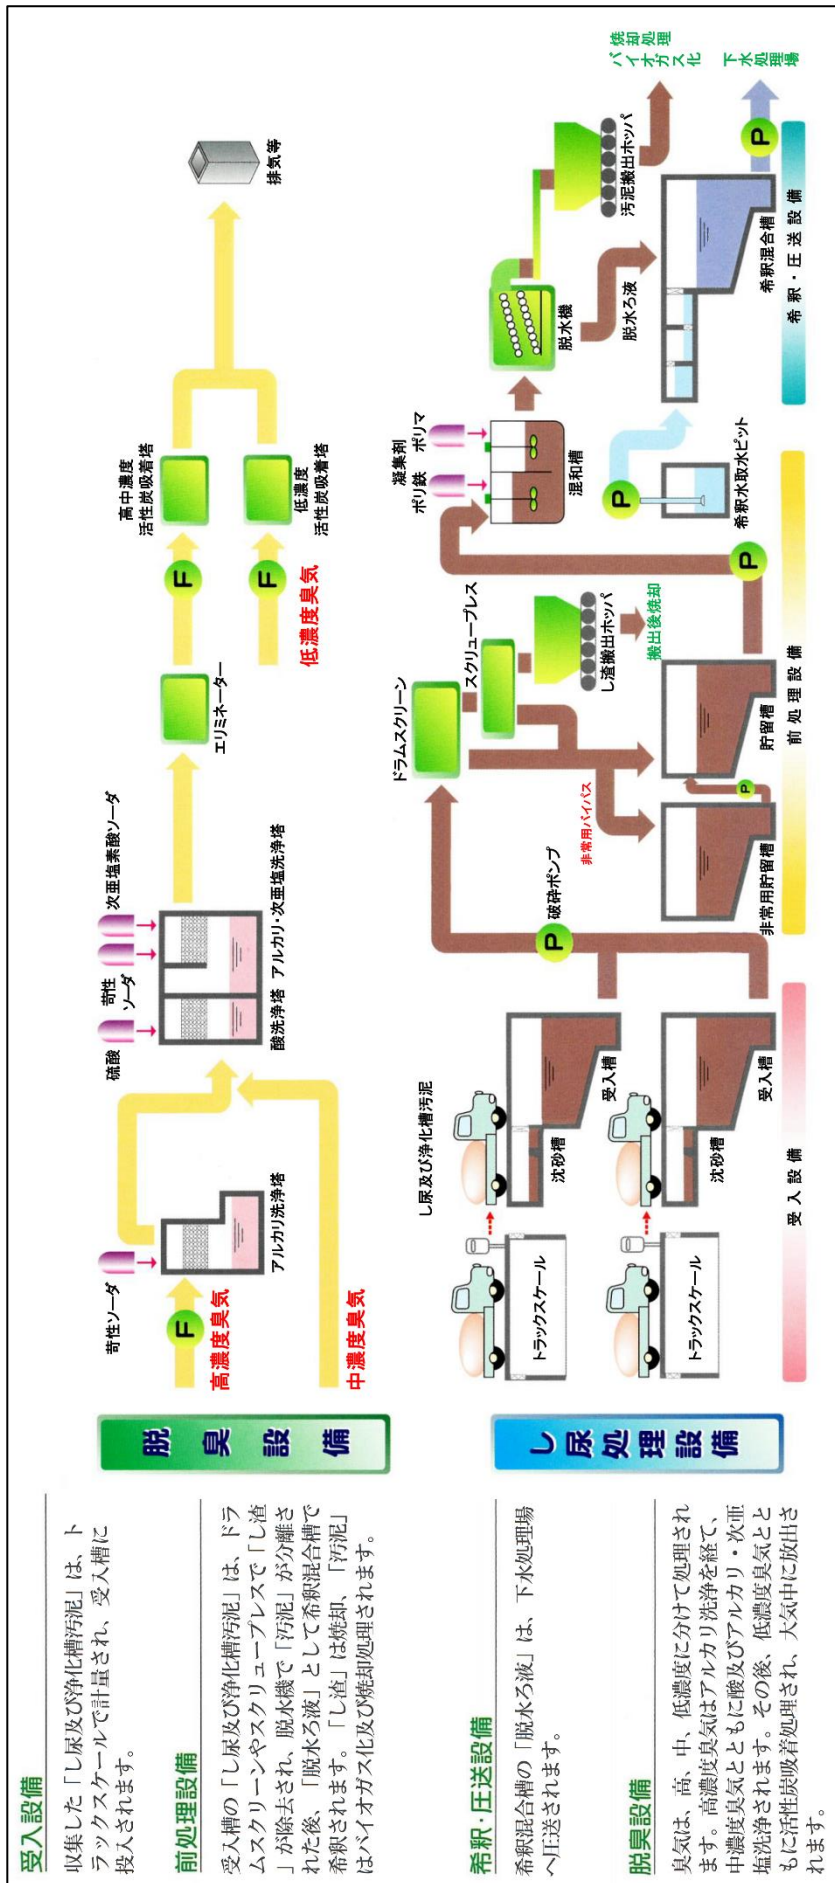 受入設備
収集した「し尿及び浄化槽汚泥」は、ト
ラックスケールで計量され、受入槽に
投入されます。
前処理設備
受入槽の「し尿及び浄化槽汚泥」は、ドラ
ムスクリーンやスクリュープレスで「し渣
」が除去され、脱水機で「汚泥」が分離さ
れた後、「脱水ろ液」として希釈混合槽で
希釈されます。「し渣」は焼却、「汚泥」
はバイオガス化及び焼却処理されます。
希釈・圧送設備
希釈混合槽の「脱水ろ液」は、下水処理場
へ圧送されます。
脱臭設備
臭気は、高、中、低濃度に分けて処理され
ます。高濃度臭気はアルカリ洗浄を経て、
中濃度臭気とともに酸及びアルカリ・次亜
塩洗浄されます。その後、低濃度臭気とと
もに活性炭吸着処理され、大気中に放出さ
れます。
脱臭設備
苛性ソーダ
F
高濃度臭気
アルカリ洗浄塔
中濃度臭気
硫酸
苛性
ソーダ
次亜塩素酸ソーダ
酸洗浄塔
アルカリ・次亜塩洗浄塔
エリミネーター
F
高中濃度
活性炭吸着塔
低濃度臭気
F
低濃度
活性炭吸着塔
排気等
し尿処理設備
し尿及び浄化槽汚泥
トラックスケール
沈砂槽
受入槽
トラックスケール
沈砂槽
受入槽
受入設備
P
破砕ポンプ
ドラムスクリーン
スクリュープレス
し渣搬出ホッパ
搬出後焼却
非常用バイパス
非常用貯留槽
P
貯留槽
P
前処理設備
凝集剤
ポリ鉄
ポリマ
混和槽
脱水機
汚泥搬出ホッパ
焼却処理
バイオガス化
脱水ろ液
P
希釈水取水ピット
希釈混合槽
P
下水処理場
希釈・圧送設備